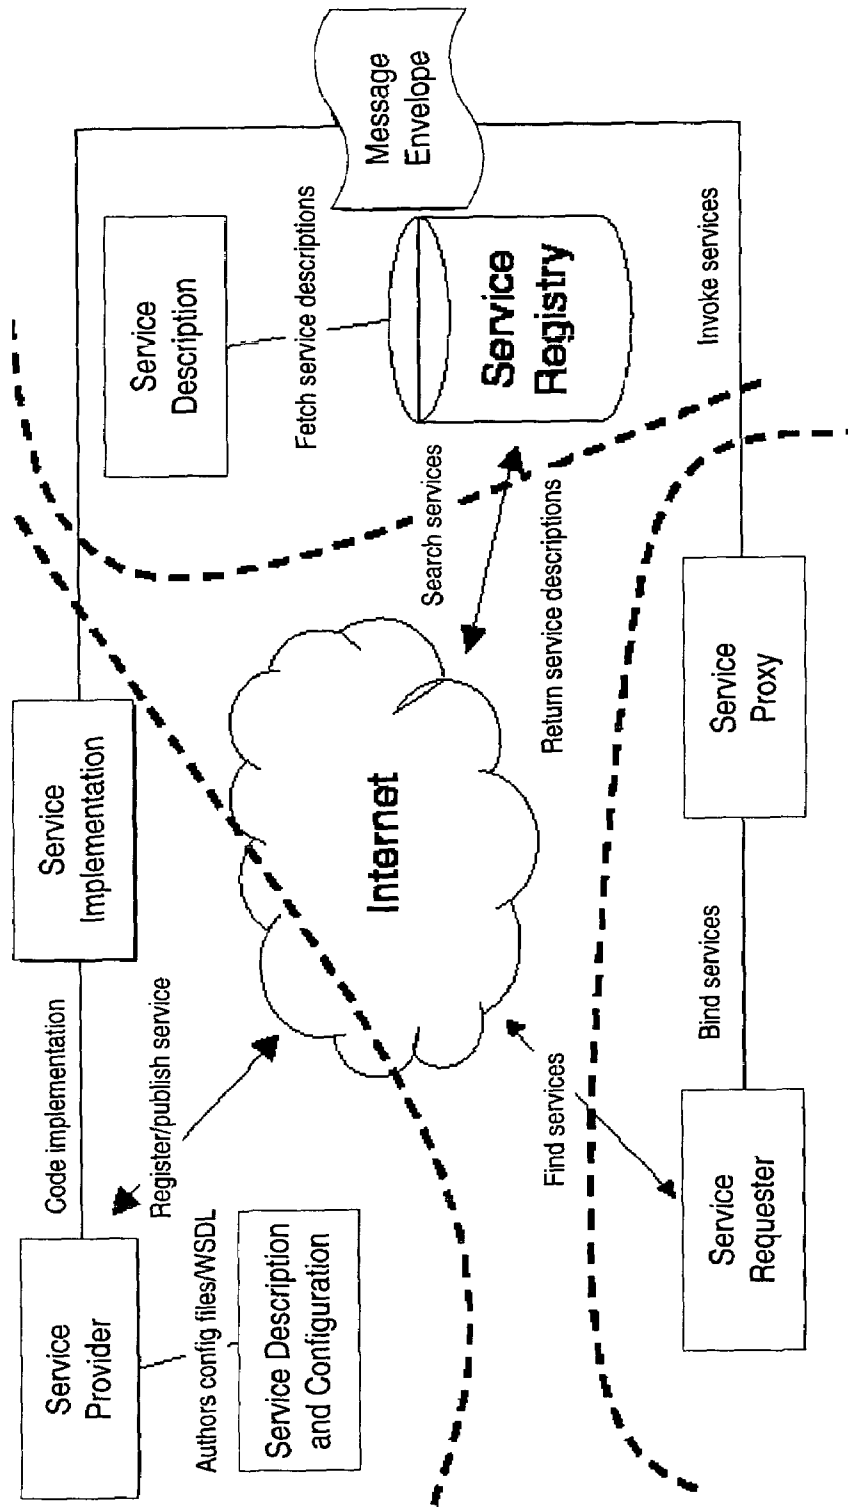 Service
Provider
Code implementation
Service
Implementation
Authors config files/WSDL
Register/publish service
Service Description
and Configuration
Service
Description
Fetch service descriptions
Message
Envelope
Internet
Search services
Return service descriptions
Service
Registry
Find services
Service
Requester
Bind services
Service
Proxy
Invoke services